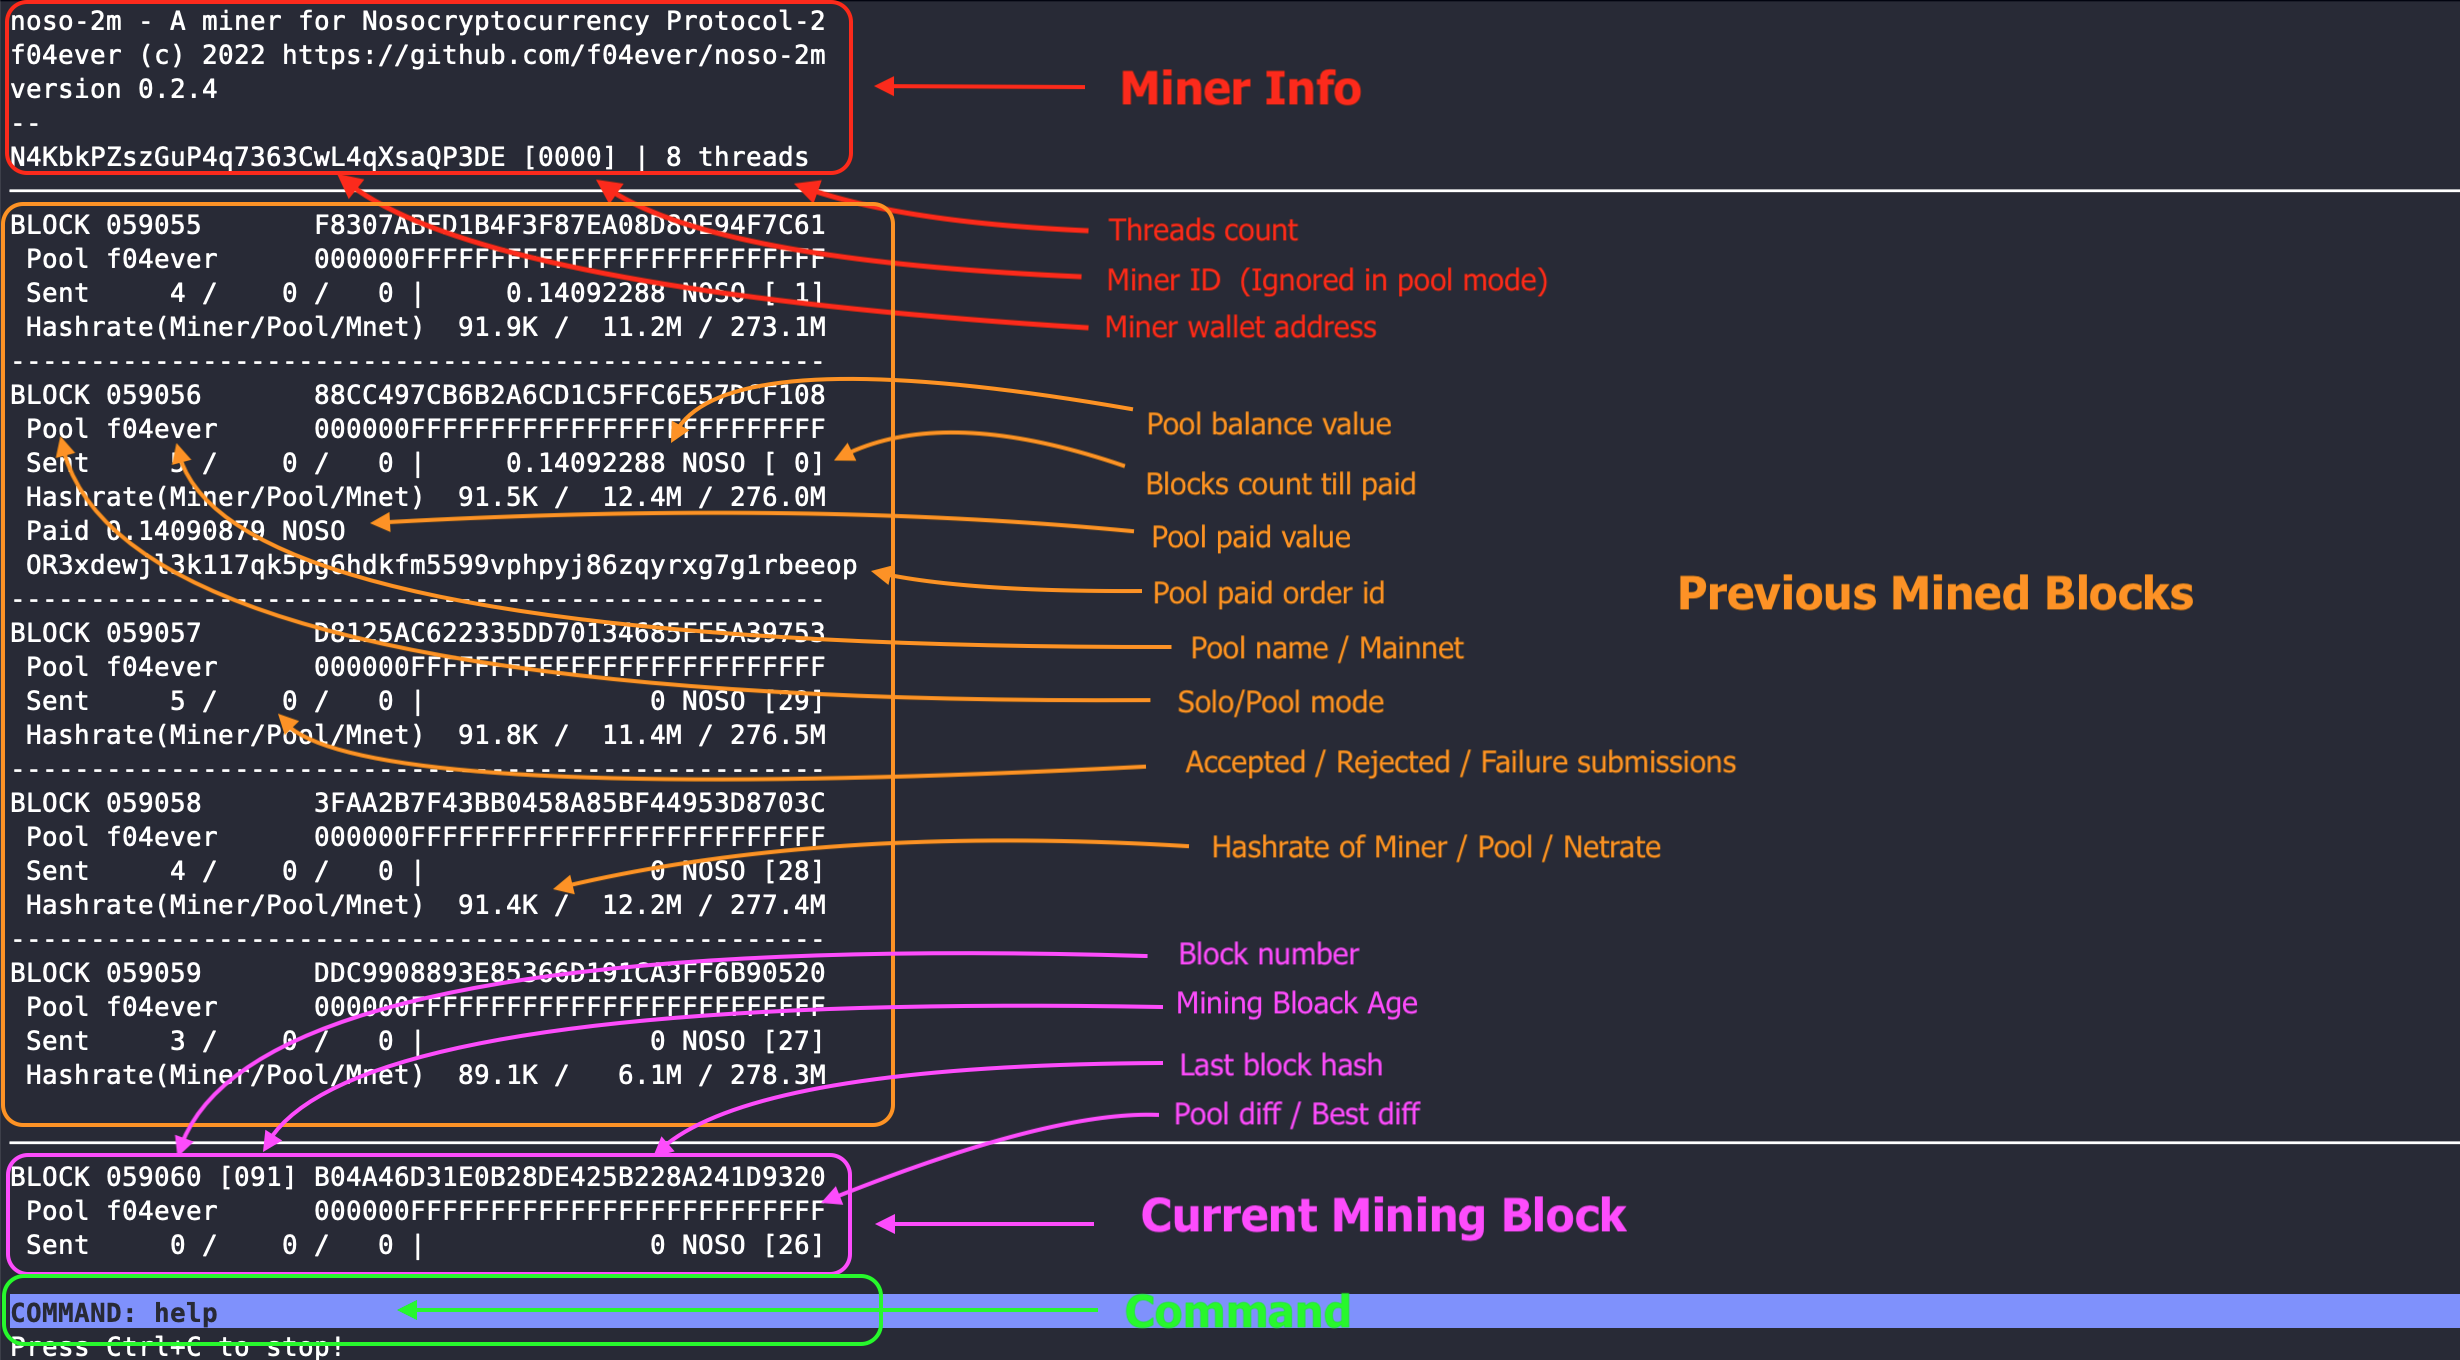 noso-2m - A miner for Nosocryptocurrency Protocol-2
f04ever (c) 2022 https://github.com/f04ever/noso-2m
version 0.2.4
--
N4KbkPZszGuP4q7363CwL4qXsaQP3DE [0000] | 8 threads
Miner Info
Threads count
Miner ID (Ignored in pool mode)
Miner wallet address
BLOCK 059055 F8307ABFD1B4F3F87EA08D80E94F7C61
Pool f04ever 000000FFFFFFFFFFFFFFFFFFFFFFFFFF
Sent 4 / 0 / 0 | 0.14092288 NOSO [ 1]
Hashrate(Miner/Pool/Mnet) 91.9K / 11.2M / 273.1M
---------------------------------------------------
BLOCK 059056 88CC497CB6B2A6CD1C5FFC6E57DCF108
Pool f04ever 000000FFFFFFFFFFFFFFFFFFFFFFFFFF
Sent 5 / 0 / 0 | 0.14092288 NOSO [ 0]
Hashrate(Miner/Pool/Mnet) 91.5K / 12.4M / 276.0M
Paid 0.14090879 NOSO
OR3xdewjl3k117qk5pg6hdkfm5599vphpyj86zqyrxg7g1rbeeop
---------------------------------------------------
BLOCK 059057 D8125AC622335DD70134685FE5A39753
Pool f04ever 000000FFFFFFFFFFFFFFFFFFFFFFFFFF
Sent 5 / 0 / 0 | 0 NOSO [29]
Hashrate(Miner/Pool/Mnet) 91.8K / 11.4M / 276.5M
---------------------------------------------------
BLOCK 059058 3FAA2B7F43BB0458A85BF44953D8703C
Pool f04ever 000000FFFFFFFFFFFFFFFFFFFFFFFFFF
Sent 4 / 0 / 0 | 0 NOSO [28]
Hashrate(Miner/Pool/Mnet) 91.4K / 12.2M / 277.4M
---------------------------------------------------
BLOCK 059059 DDC9908893E85366D191CA3FF6B90520
Pool f04ever 000000FFFFFFFFFFFFFFFFFFFFFFFFFF
Sent 3 / 0 / 0 | 0 NOSO [27]
Hashrate(Miner/Pool/Mnet) 89.1K / 6.1M / 278.3M
Pool balance value
Blocks count till paid
Pool paid value
Pool paid order id
Pool name / Mainnet
Solo/Pool mode
Accepted / Rejected / Failure submissions
Hashrate of Miner / Pool / Netrate
Previous Mined Blocks
Block number
Mining Bloack Age
Last block hash
Pool diff / Best diff
BLOCK 059060 [091] B04A46D31E0B28DE425B228A241D9320
Pool f04ever 000000FFFFFFFFFFFFFFFFFFFFFFFFFF
Sent 0 / 0 / 0 | 0 NOSO [26]
Current Mining Block
COMMAND: help
Command
Press Ctrl+C to stop!